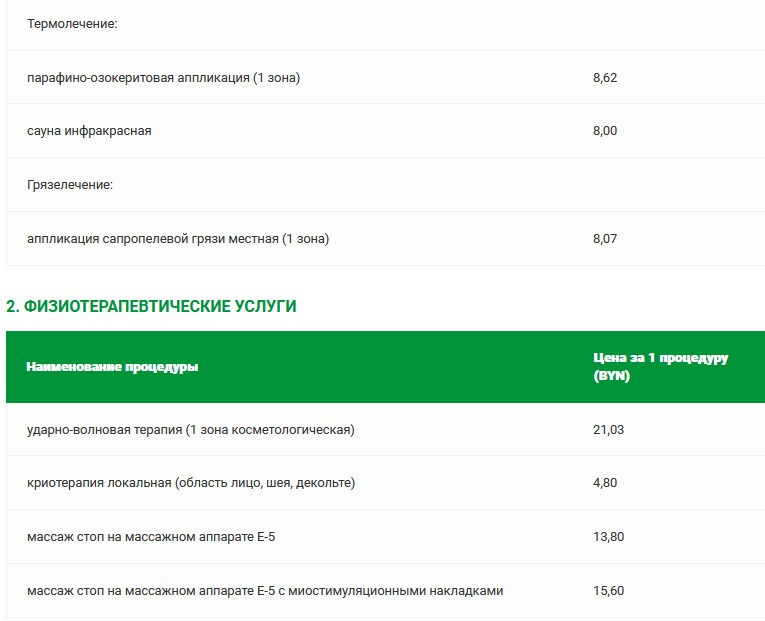 Термолечение:
парафино-озокеритовая аппликация (1 зона) 8,62
сауна инфракрасная 8,00
Грязелечение:
аппликация сапропелевой грязи местная (1 зона) 8,07
2. ФИЗИОТЕРАПЕВТИЧЕСКИЕ УСЛУГИ
Наименование процедуры Цена за 1 процедуру
(BYN)
ударно-волновая терапия (1 зона косметологическая) 21,03
криотерапия локальная (область лицо, шея, декольте) 4,80
массаж стоп на массажном аппарате Е-5 13,80
массаж стоп на массажном аппарате Е-5 с миостимуляционными накладками 15,60